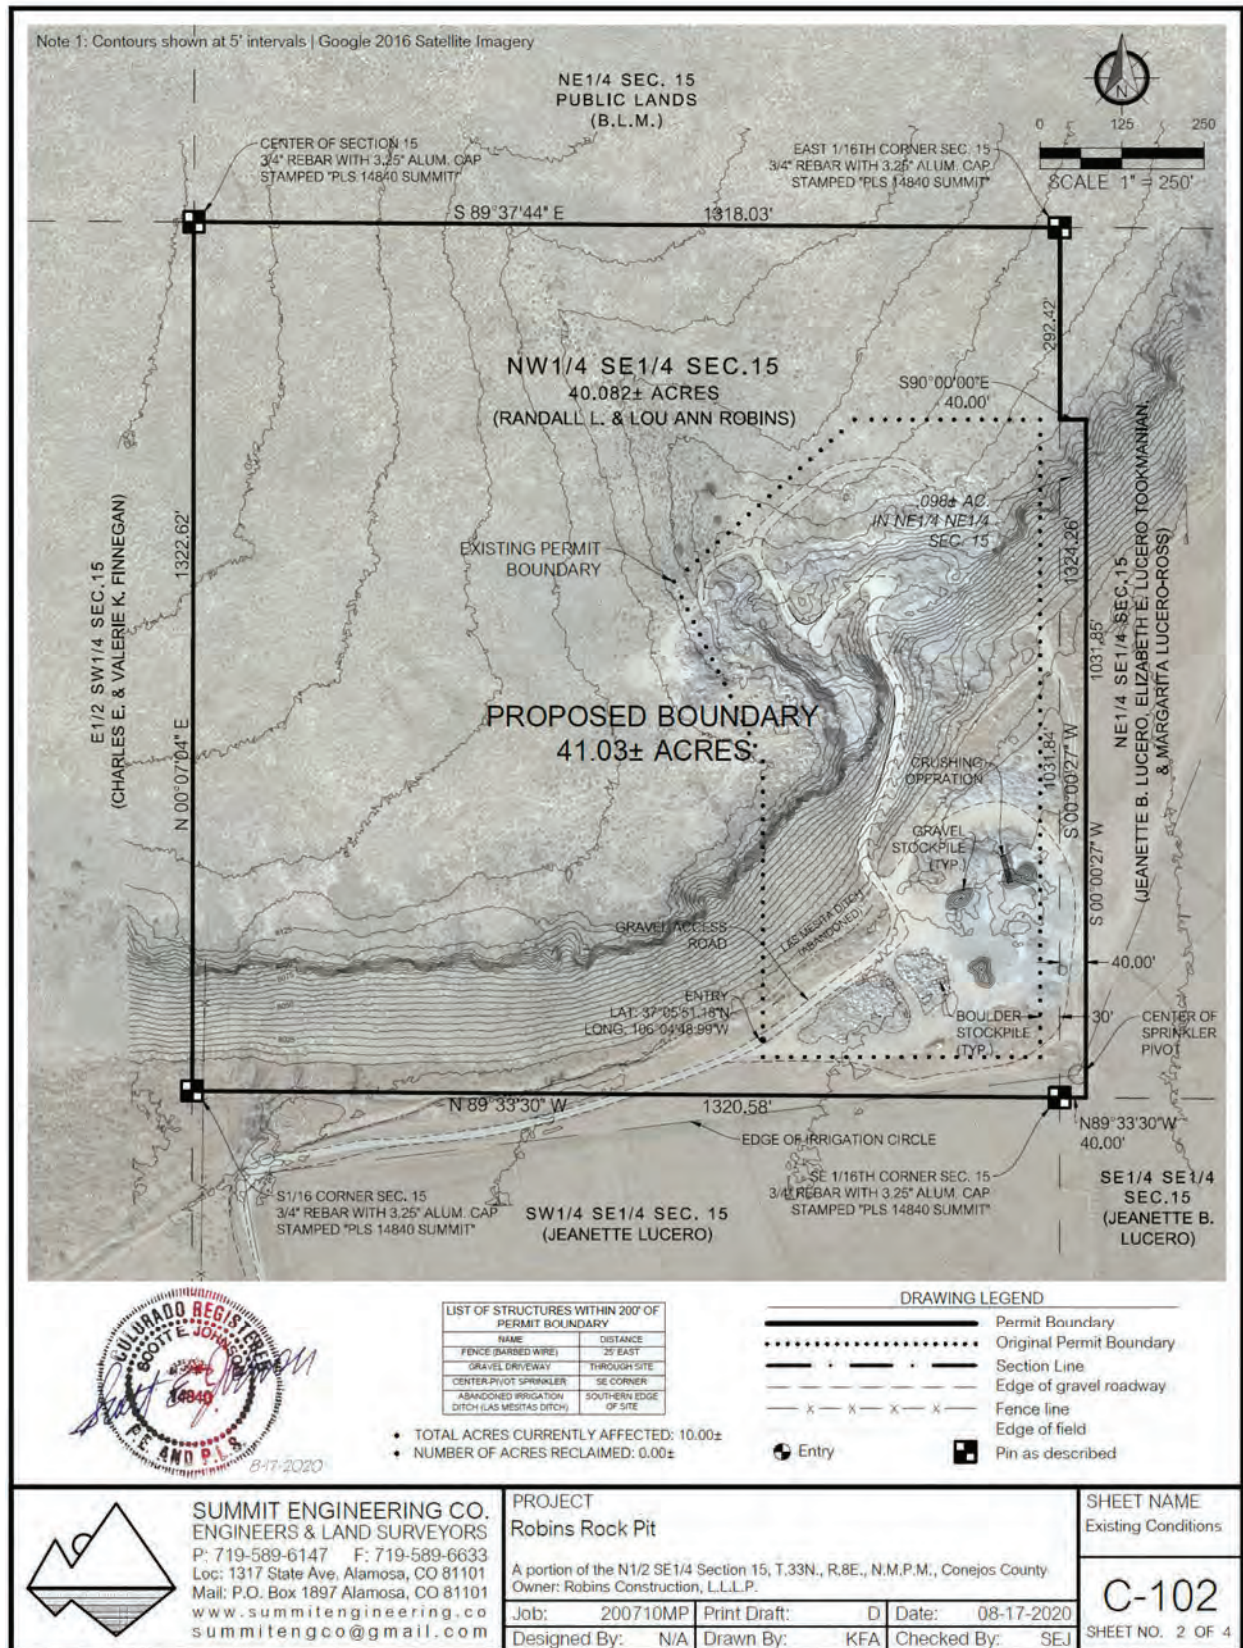 Note 1: Contours shown at 5' intervals | Google 2016 Satellite Imagery
NE1/4 SEC. 15
PUBLIC LANDS
(B.L.M.)
N
0 125 250
SCALE 1" = 250'
CENTER OF SECTION 15
3/4" REBAR WITH 3.25" ALUM. CAP
STAMPED "PLS 14840 SUMMIT"
EAST 1/16TH CORNER SEC. 15
3/4" REBAR WITH 3.25" ALUM. CAP
STAMPED "PLS 14840 SUMMIT"
S 89°37'44" E 1318.03'
292.42'
NW1/4 SE1/4 SEC.15
40.082± ACRES
(RANDALL L. & LOU ANN ROBINS)
S90°00'00"E
40.00'
.098± AC.
IN NE1/4 NE1/4
SEC. 15
EXISTING PERMIT
BOUNDARY
E1/2 SW1/4 SEC.15
(CHARLES E. & VALERIE K. FINNEGAN)
N 00°07'04" E 1322.62'
1324.26'
1031.85'
1031.84'
S 00°00'27" W
S 00°00'27" W
NE1/4 SE1/4 SEC.15
(JEANETTE B. LUCERO, ELIZABETH E. LUCERO TOOKMANIAN,
& MARGARITA LUCERO-ROSS)
PROPOSED BOUNDARY
41.03± ACRES
CRUSHING
OPERATION
GRAVEL
STOCKPILE
(TYP.)
LAS MESITA DITCH
(ABANDONED)
GRAVEL ACCESS
ROAD
40.00'
ENTRY
LAT: 37°05'51.18"N
LONG: 106°04'48.99"W
BOULDER
STOCKPILE
(TYP.)
30'
CENTER OF
SPRINKLER
PIVOT
8125
8075
8050
8025
N 89°33'30" W 1320.58'
N89°33'30"W
40.00'
EDGE OF IRRIGATION CIRCLE
S1/16 CORNER SEC. 15
3/4" REBAR WITH 3.25" ALUM. CAP
STAMPED "PLS 14840 SUMMIT"
SW1/4 SE1/4 SEC. 15
(JEANETTE LUCERO)
SE 1/16TH CORNER SEC. 15
3/4" REBAR WITH 3.25" ALUM. CAP
STAMPED "PLS 14840 SUMMIT"
SE1/4 SE1/4
SEC.15
(JEANETTE B.
LUCERO)
COLORADO REGISTERED
SCOTT E. JOHNSON
14840
P.E. AND P.L.S.
8-17-2020
LIST OF STRUCTURES WITHIN 200' OF
PERMIT BOUNDARY
NAME DISTANCE
FENCE (BARBED WIRE) 25' EAST
GRAVEL DRIVEWAY THROUGH SITE
CENTER-PIVOT SPRINKLER SE CORNER
ABANDONED IRRIGATION SOUTHERN EDGE
DITCH (LAS MESITAS DITCH) OF SITE
• TOTAL ACRES CURRENTLY AFFECTED: 10.00±
• NUMBER OF ACRES RECLAIMED: 0.00±
DRAWING LEGEND
Permit Boundary
Original Permit Boundary
Section Line
Edge of gravel roadway
Fence line
Edge of field
Entry
Pin as described
SUMMIT ENGINEERING CO.
ENGINEERS & LAND SURVEYORS
P: 719-589-6147 F: 719-589-6633
Loc: 1317 State Ave. Alamosa, CO 81101
Mail: P.O. Box 1897 Alamosa, CO 81101
www.summitengineering.co
summitengco@gmail.com
PROJECT
Robins Rock Pit
A portion of the N1/2 SE1/4 Section 15, T.33N., R.8E., N.M.P.M., Conejos County
Owner: Robins Construction, L.L.L.P.
Job: 200710MP Print Draft: D Date: 08-17-2020
Designed By: N/A Drawn By: KFA Checked By: SEJ
SHEET NAME
Existing Conditions
C-102
SHEET NO. 2 OF 4